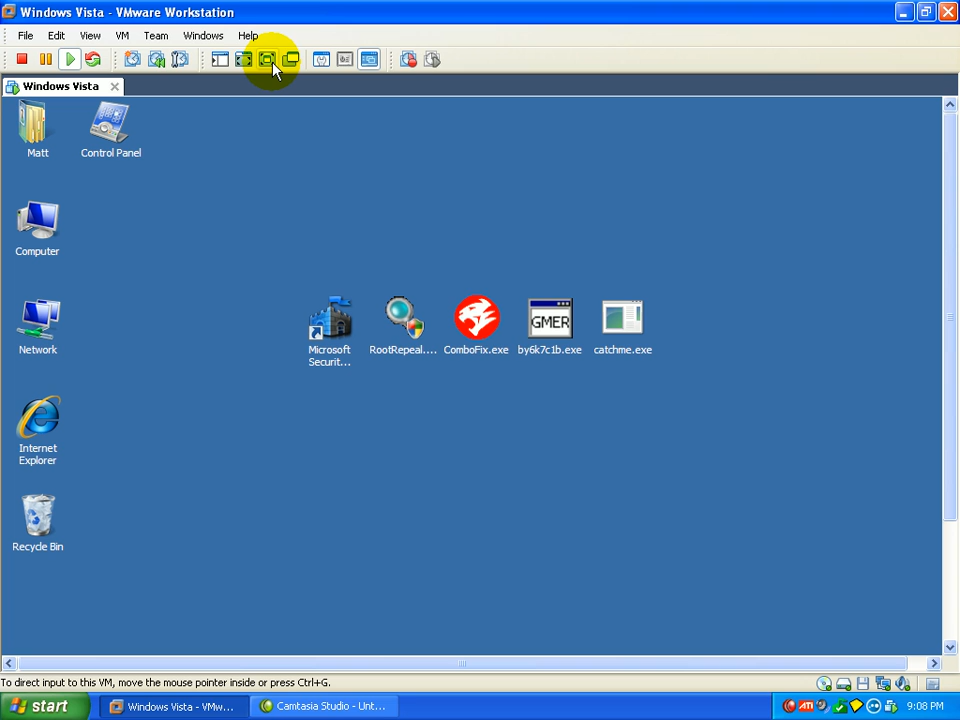 Windows Vista - VMware Workstation
File Edit View VM Team Windows Help
Windows Vista
Matt
Control Panel
Computer
Network
Microsoft
Securit...
RootRepeal....
ComboFix.exe
GMER
by6k7c1b.exe
catchme.exe
Internet
Explorer
Recycle Bin
To direct input to this VM, move the mouse pointer inside or press Ctrl+G.
start
Windows Vista - VMw...
Camtasia Studio - Unt...
ATI
9:08 PM